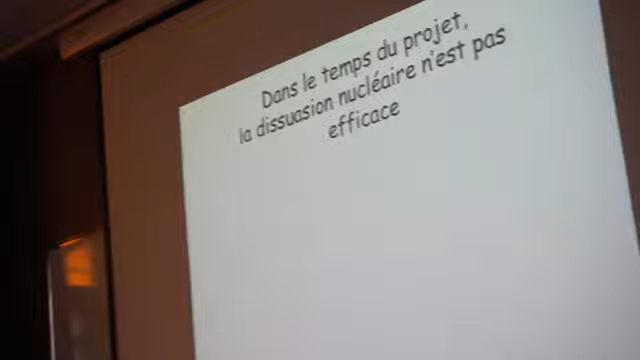 Dans le temps du projet,
la dissuasion nucléaire n'est pas
efficace